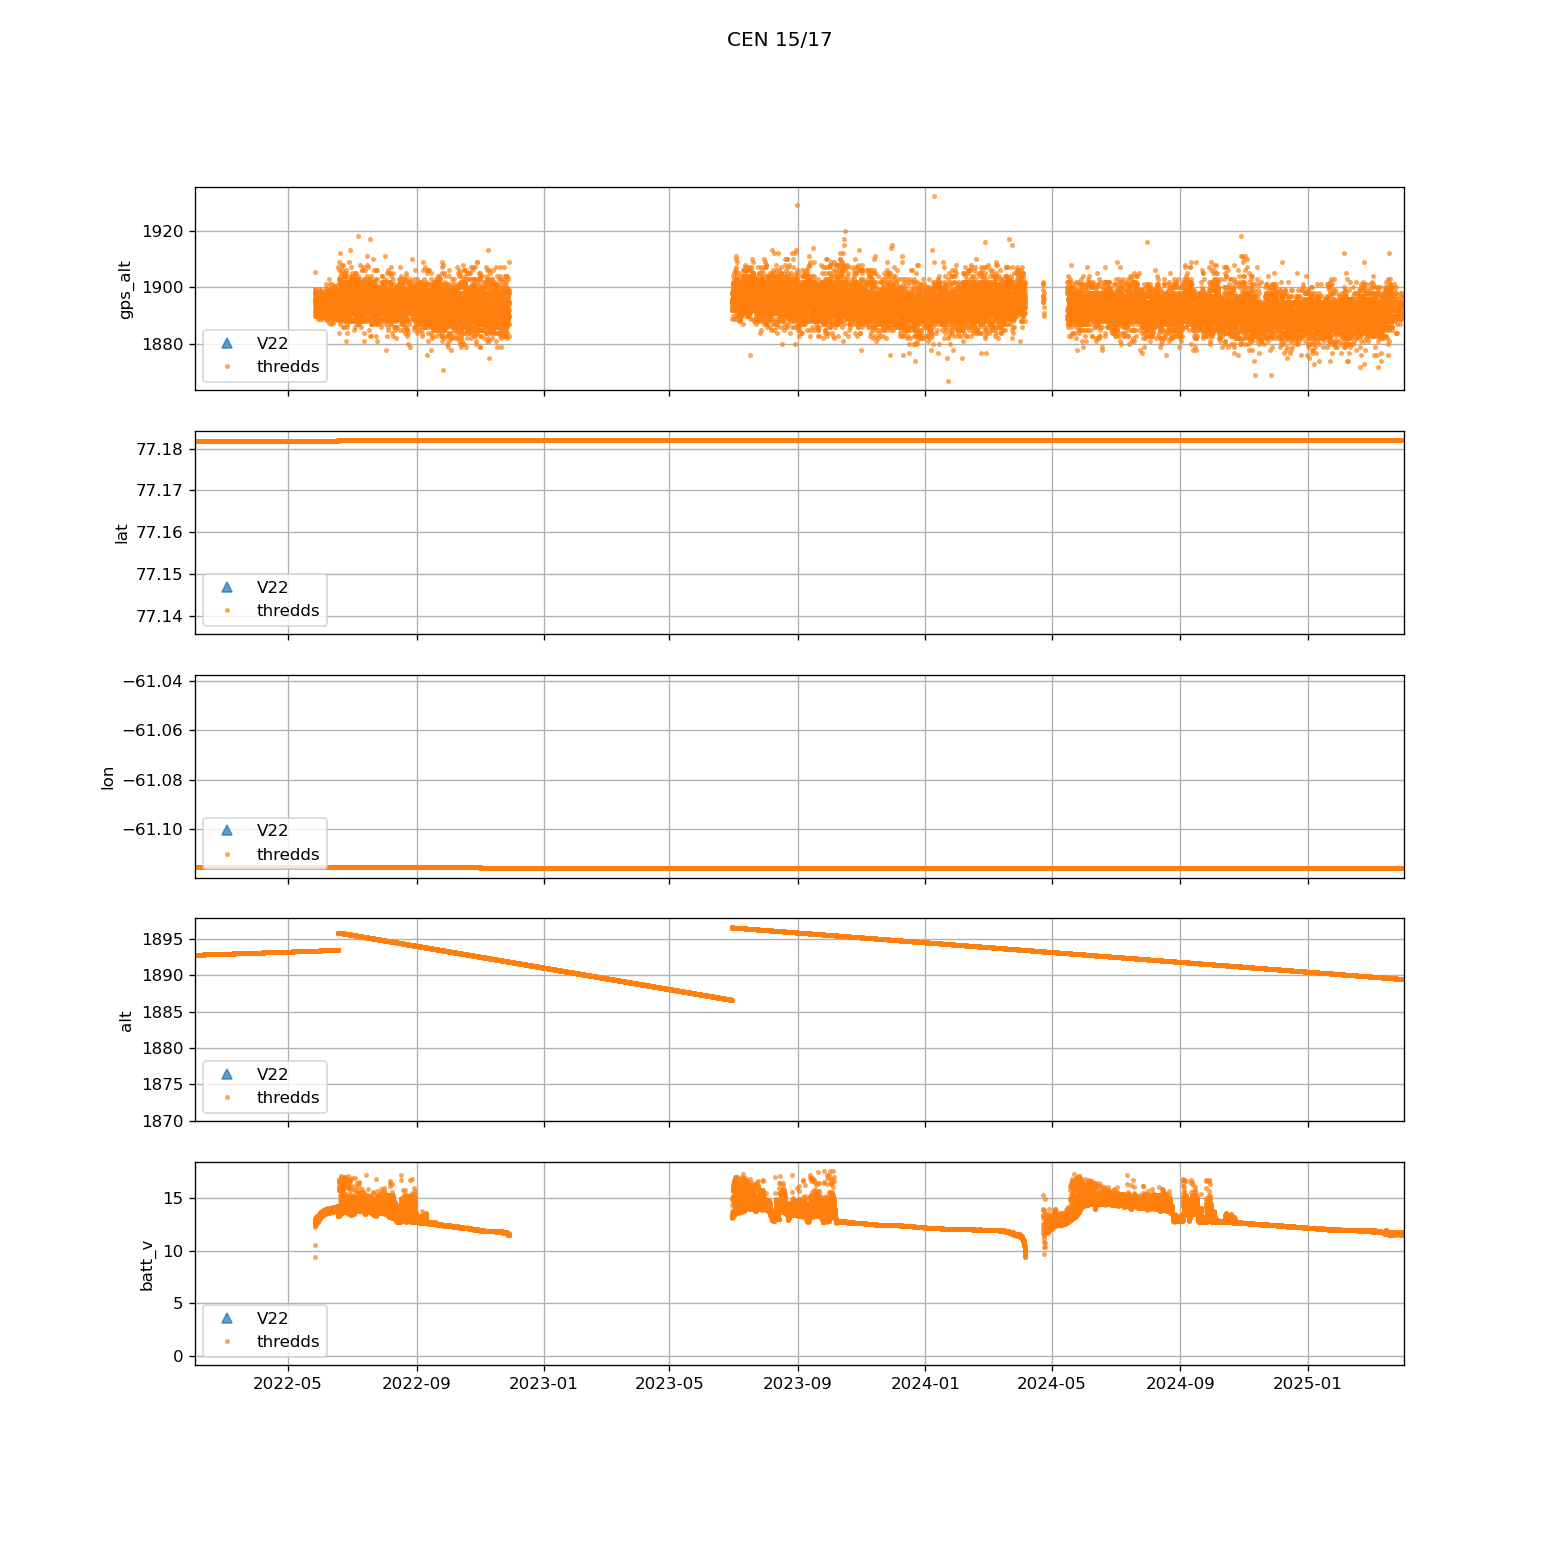 CEN 15/17
1920
1900
1880
gps_alt
V22
thredds
77.18
77.17
77.16
77.15
77.14
lat
V22
thredds
−61.04
−61.06
−61.08
−61.10
lon
V22
thredds
1895
1890
1885
1880
1875
1870
alt
V22
thredds
15
10
5
0
batt_v
V22
thredds
2022-05 2022-09 2023-01 2023-05 2023-09 2024-01 2024-05 2024-09 2025-01